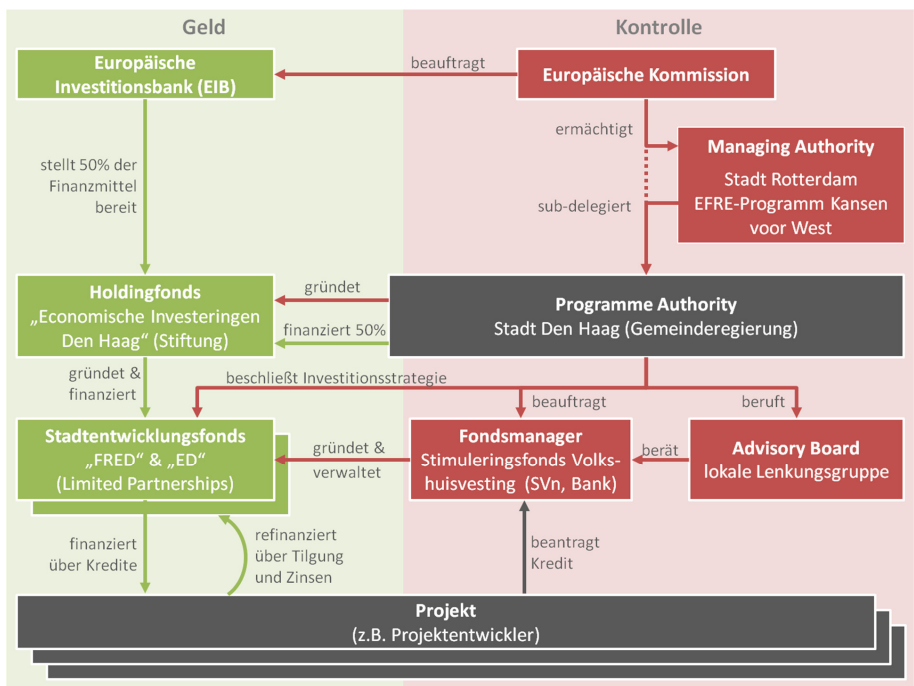 Geld
Kontrolle
Europäische
Investitionsbank (EIB)
beauftragt
Europäische Kommission
ermächtigt
Managing Authority
Stadt Rotterdam
EFRE-Programm Kansen
voor West
stellt 50% der
Finanzmittel
bereit
sub-delegiert
Holdingfonds
„Economische Investeringen
Den Haag“ (Stiftung)
gründet
finanziert 50%
Programme Authority
Stadt Den Haag (Gemeinderegierung)
gründet &
finanziert
beschließt Investitionsstrategie
beauftragt
beruft
Stadtentwicklungsfonds
„FRED“ & „ED“
(Limited Partnerships)
gründet &
verwaltet
Fondsmanager
Stimuleringsfonds Volks-
huisvesting (SVn, Bank)
berät
Advisory Board
lokale Lenkungsgruppe
finanziert
über Kredite
refinanziert
über Tilgung
und Zinsen
beantragt
Kredit
Projekt
(z.B. Projektentwickler)